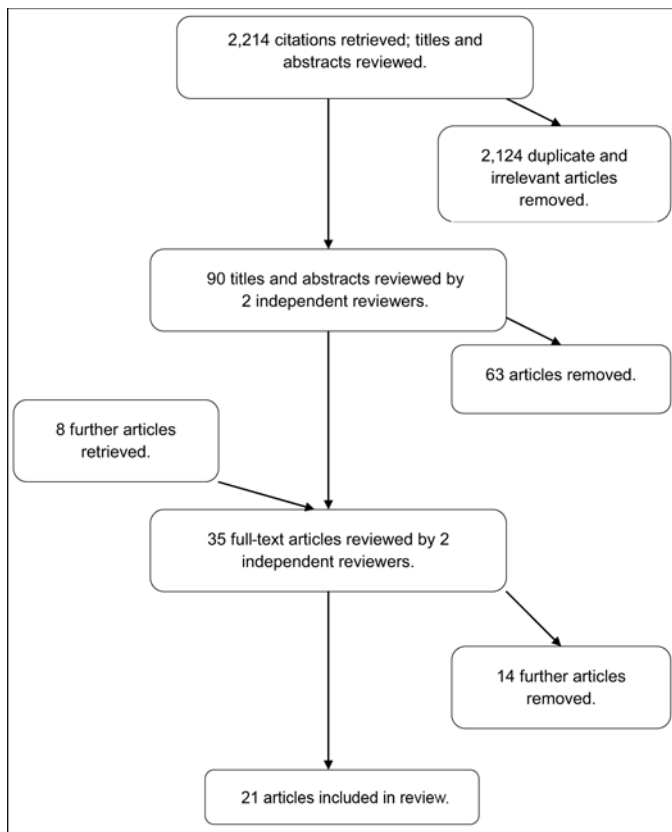 2,214 citations retrieved; titles and
abstracts reviewed.
2,124 duplicate and
irrelevant articles
removed.
90 titles and abstracts reviewed by
2 independent reviewers.
63 articles removed.
8 further articles
retrieved.
35 full-text articles reviewed by 2
independent reviewers.
14 further articles
removed.
21 articles included in review.